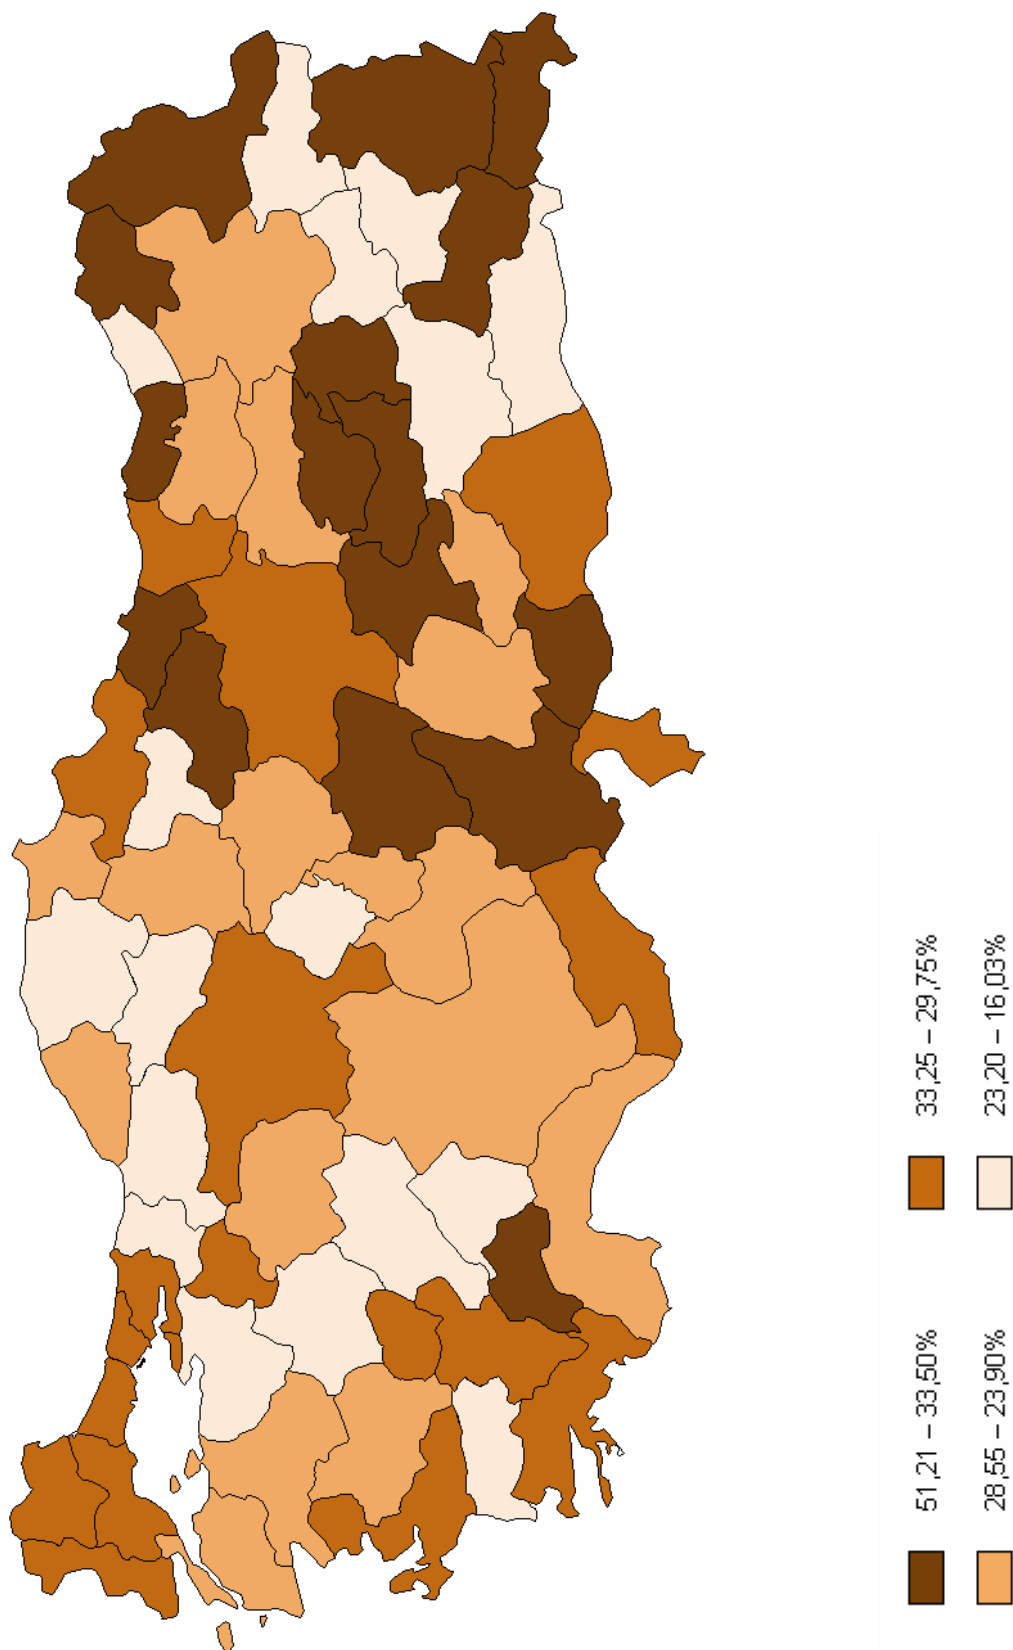 51,21 – 33,50%
33,25 – 29,75%
28,55 – 23,90%
23,20 – 16,03%